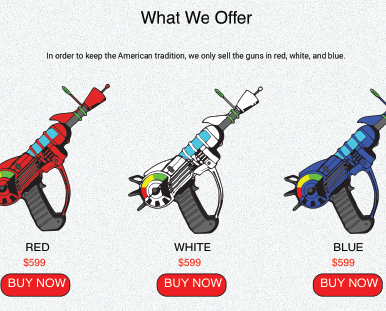 What We Offer
In order to keep the American tradition, we only sell the guns in red, white, and blue.
RED
WHITE
BLUE
$599
$599
$599
BUY NOW
BUY NOW
BUY NOW